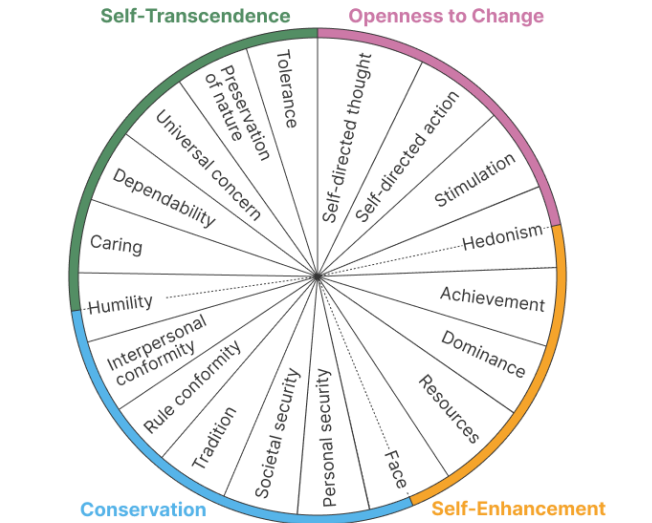 Self-Transcendence
Openness to Change
Tolerance
Self-directed thought
Preservation
of nature
Self-directed action
Universal concern
Stimulation
Dependability
Hedonism
Caring
Achievement
Humility
Dominance
Interpersonal
conformity
Resources
Rule conformity
Face
Tradition
Societal security
Personal security
Conservation
Self-Enhancement